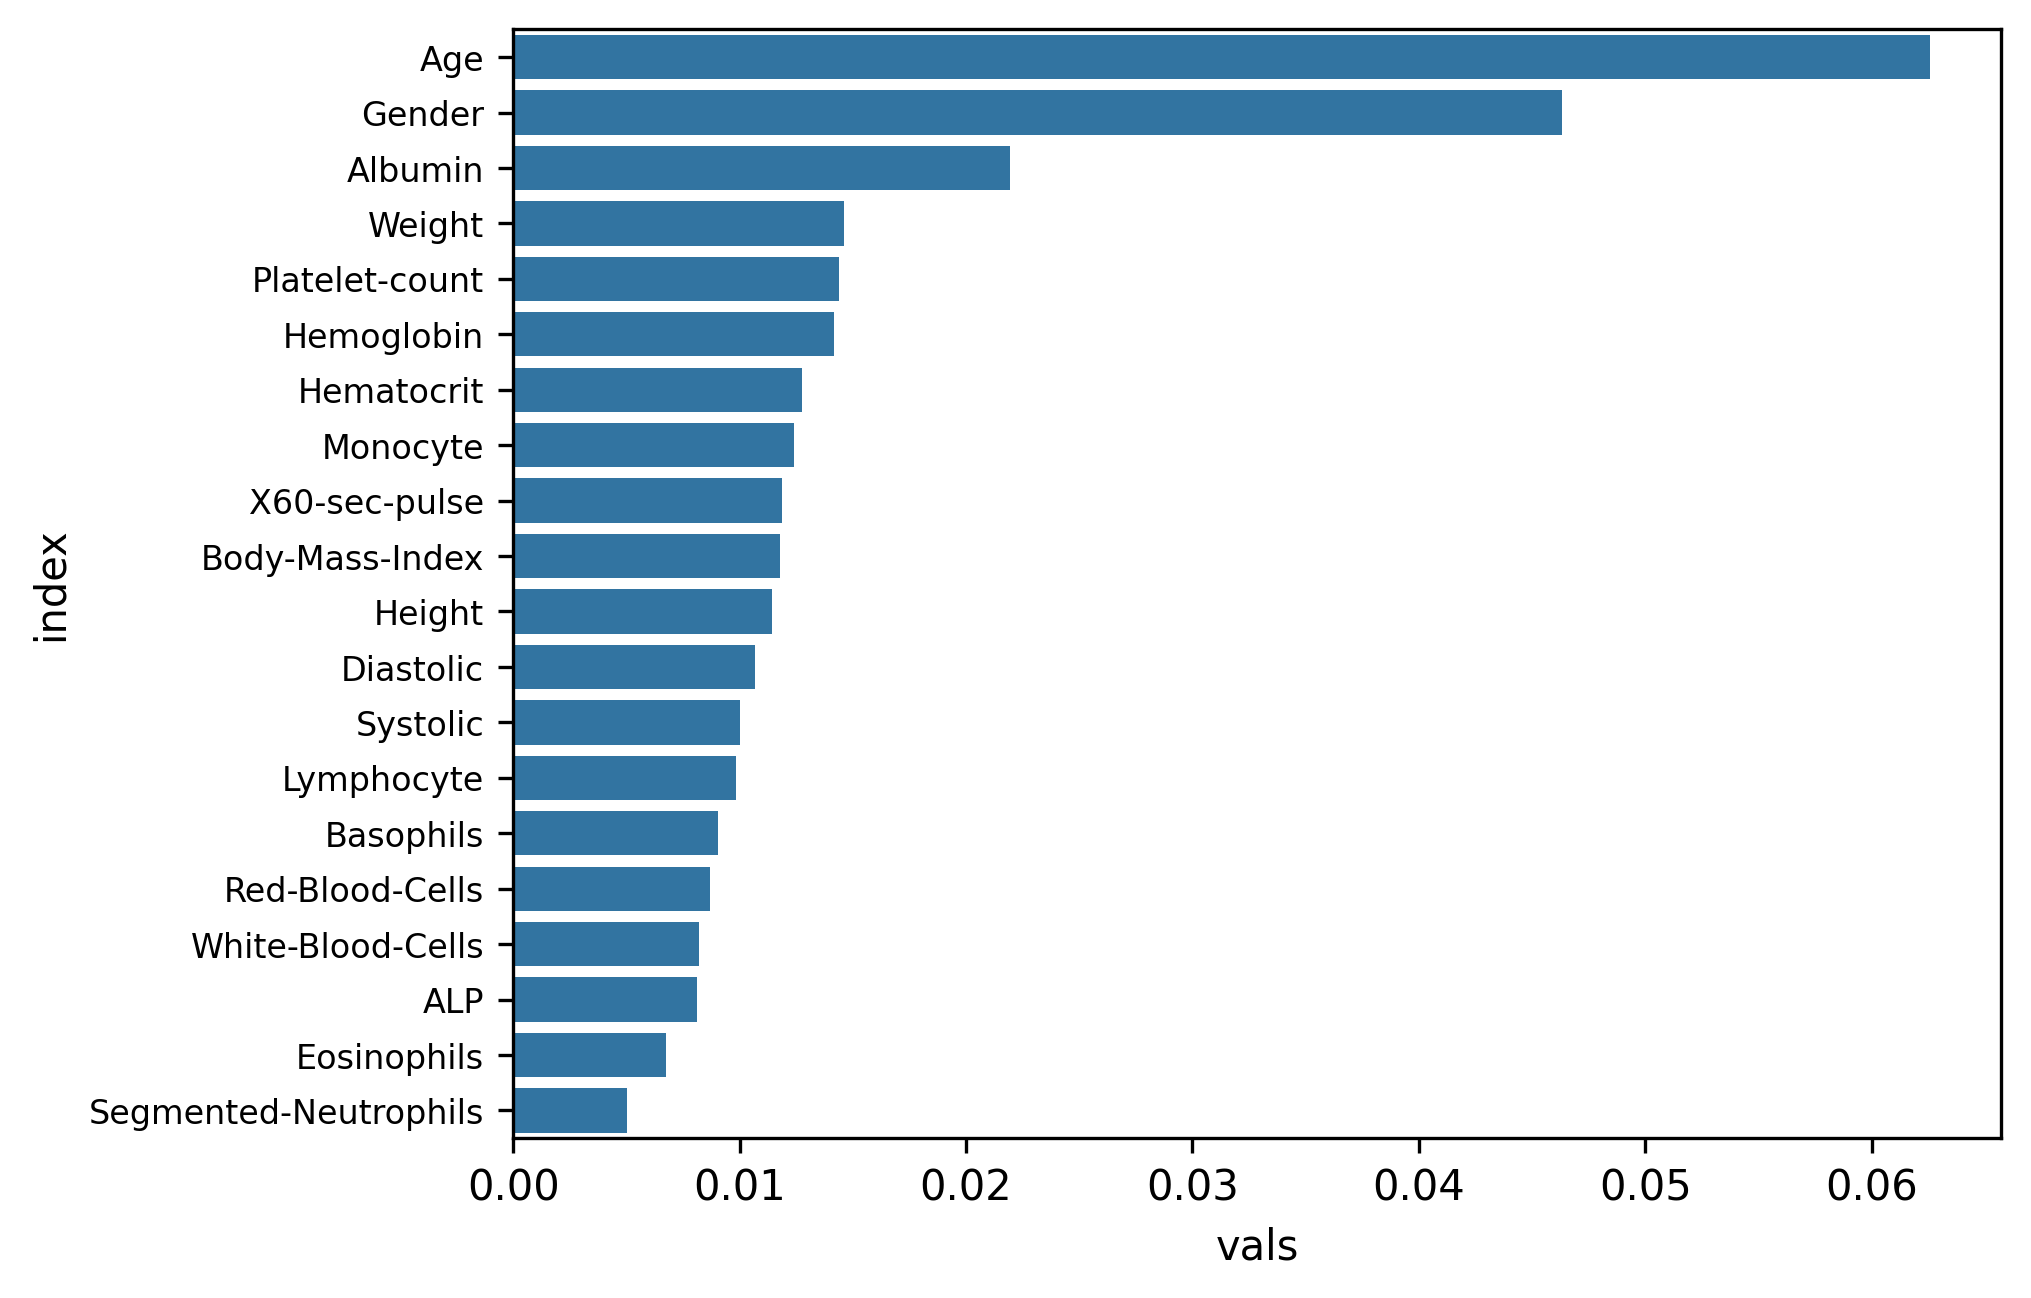 Age
Gender
Albumin
Weight
Platelet-count
Hemoglobin
Hematocrit
Monocyte
X60-sec-pulse
Body-Mass-Index
Height
Diastolic
Systolic
Lymphocyte
Basophils
Red-Blood-Cells
White-Blood-Cells
ALP
Eosinophils
Segmented-Neutrophils
index
0.00 0.01 0.02 0.03 0.04 0.05 0.06
vals